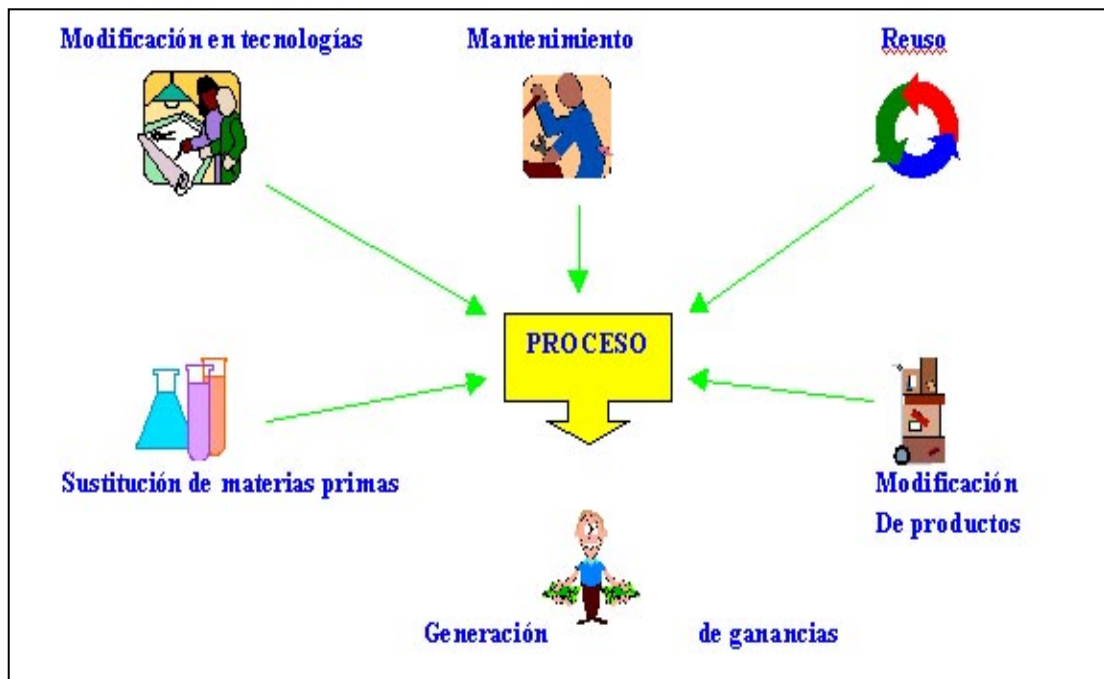 Modificación en tecnologías
Mantenimiento
Reuso
PROCESO
Sustitución de materias primas
Modificación
De productos
Generación de ganancias